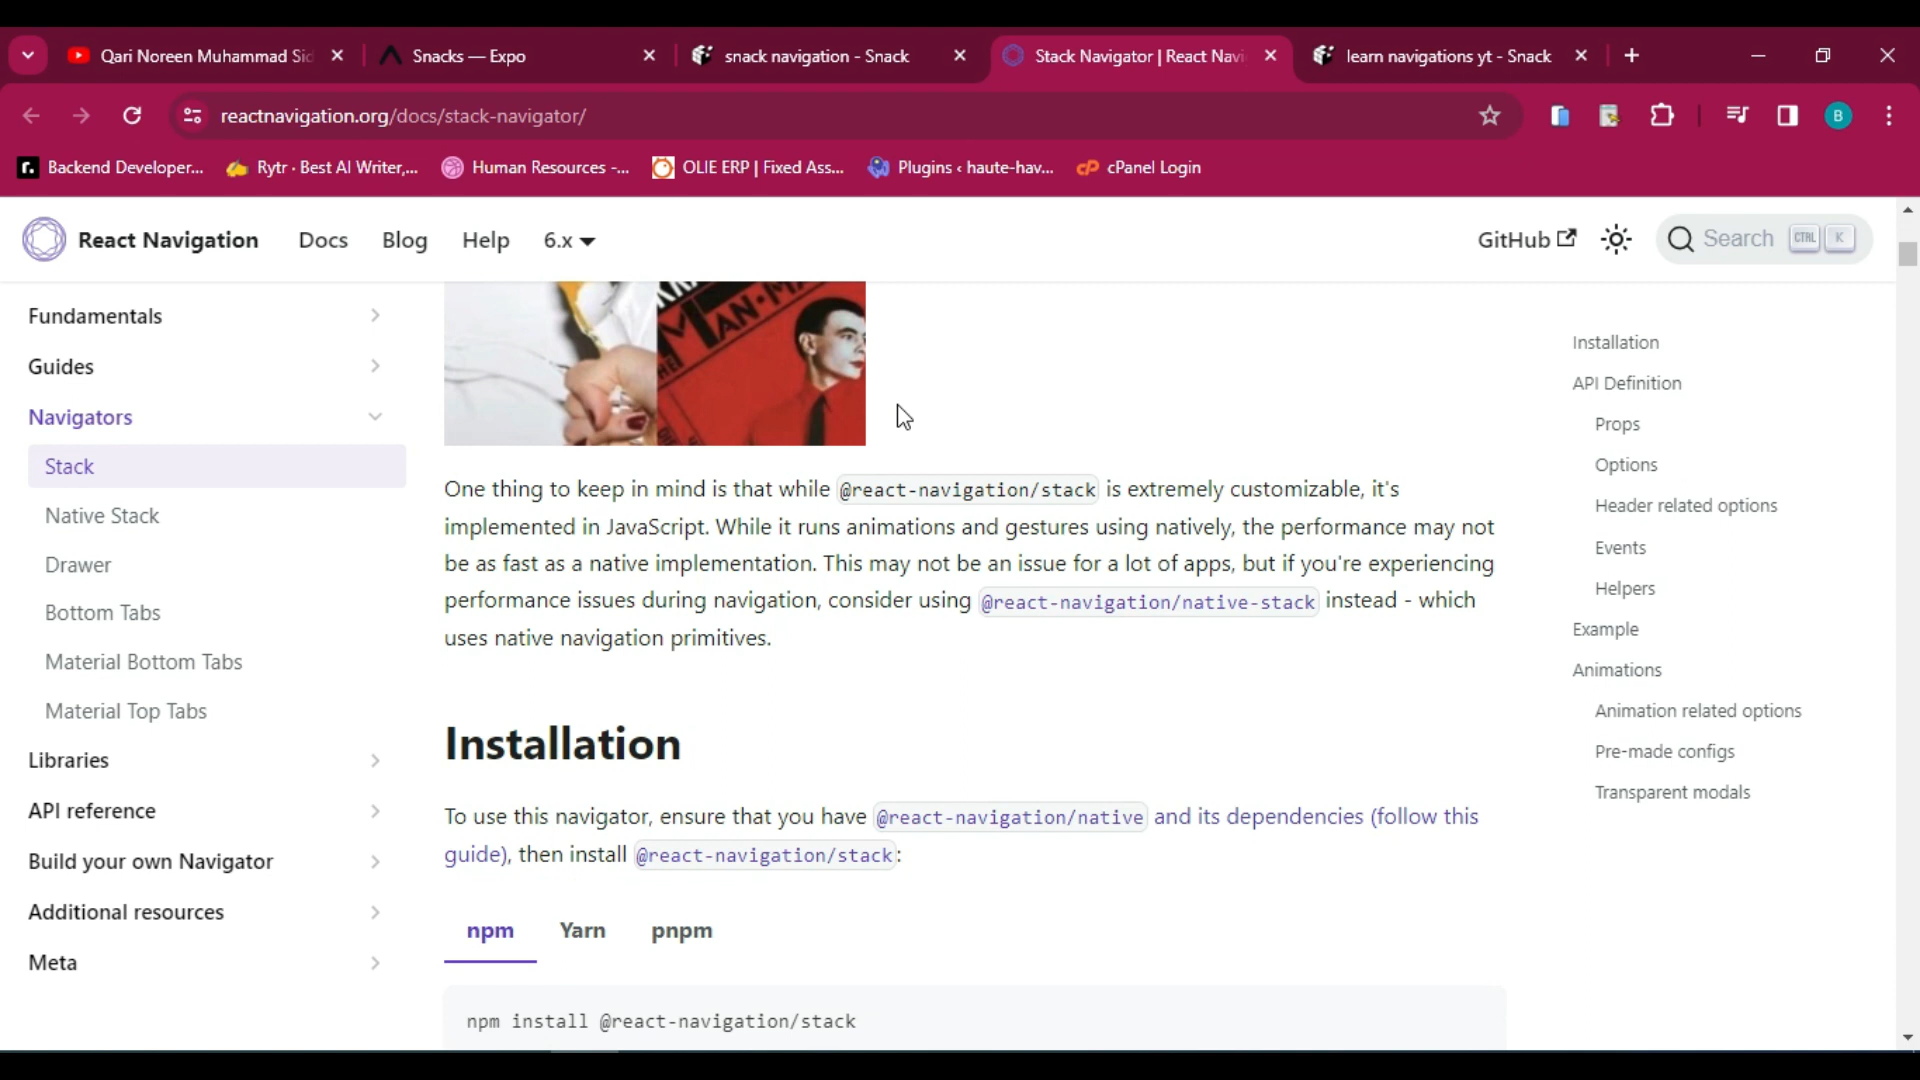 Qari Noreen Muhammad Sid
Snacks — Expo
snack navigation - Snack
Stack Navigator | React Navi
learn navigations yt - Snack
reactnavigation.org/docs/stack-navigator/
B
Backend Developer...
Rytr · Best AI Writer,...
Human Resources -...
OLIE ERP | Fixed Ass...
Plugins ‹ haute-hav...
cPanel Login
React Navigation
Docs
Blog
Help
6.x
GitHub
Search
CTRL
K
Fundamentals
Guides
Navigators
Stack
Native Stack
Drawer
Bottom Tabs
Material Bottom Tabs
Material Top Tabs
Libraries
API reference
Build your own Navigator
Additional resources
Meta
MAN-MA
One thing to keep in mind is that while @react-navigation/stack is extremely customizable, it's
implemented in JavaScript. While it runs animations and gestures using natively, the performance may not
be as fast as a native implementation. This may not be an issue for a lot of apps, but if you're experiencing
performance issues during navigation, consider using @react-navigation/native-stack instead - which
uses native navigation primitives.
Installation
To use this navigator, ensure that you have @react-navigation/native and its dependencies (follow this
guide), then install @react-navigation/stack:
npm
Yarn
pnpm
npm install @react-navigation/stack
Installation
API Definition
Props
Options
Header related options
Events
Helpers
Example
Animations
Animation related options
Pre-made configs
Transparent modals